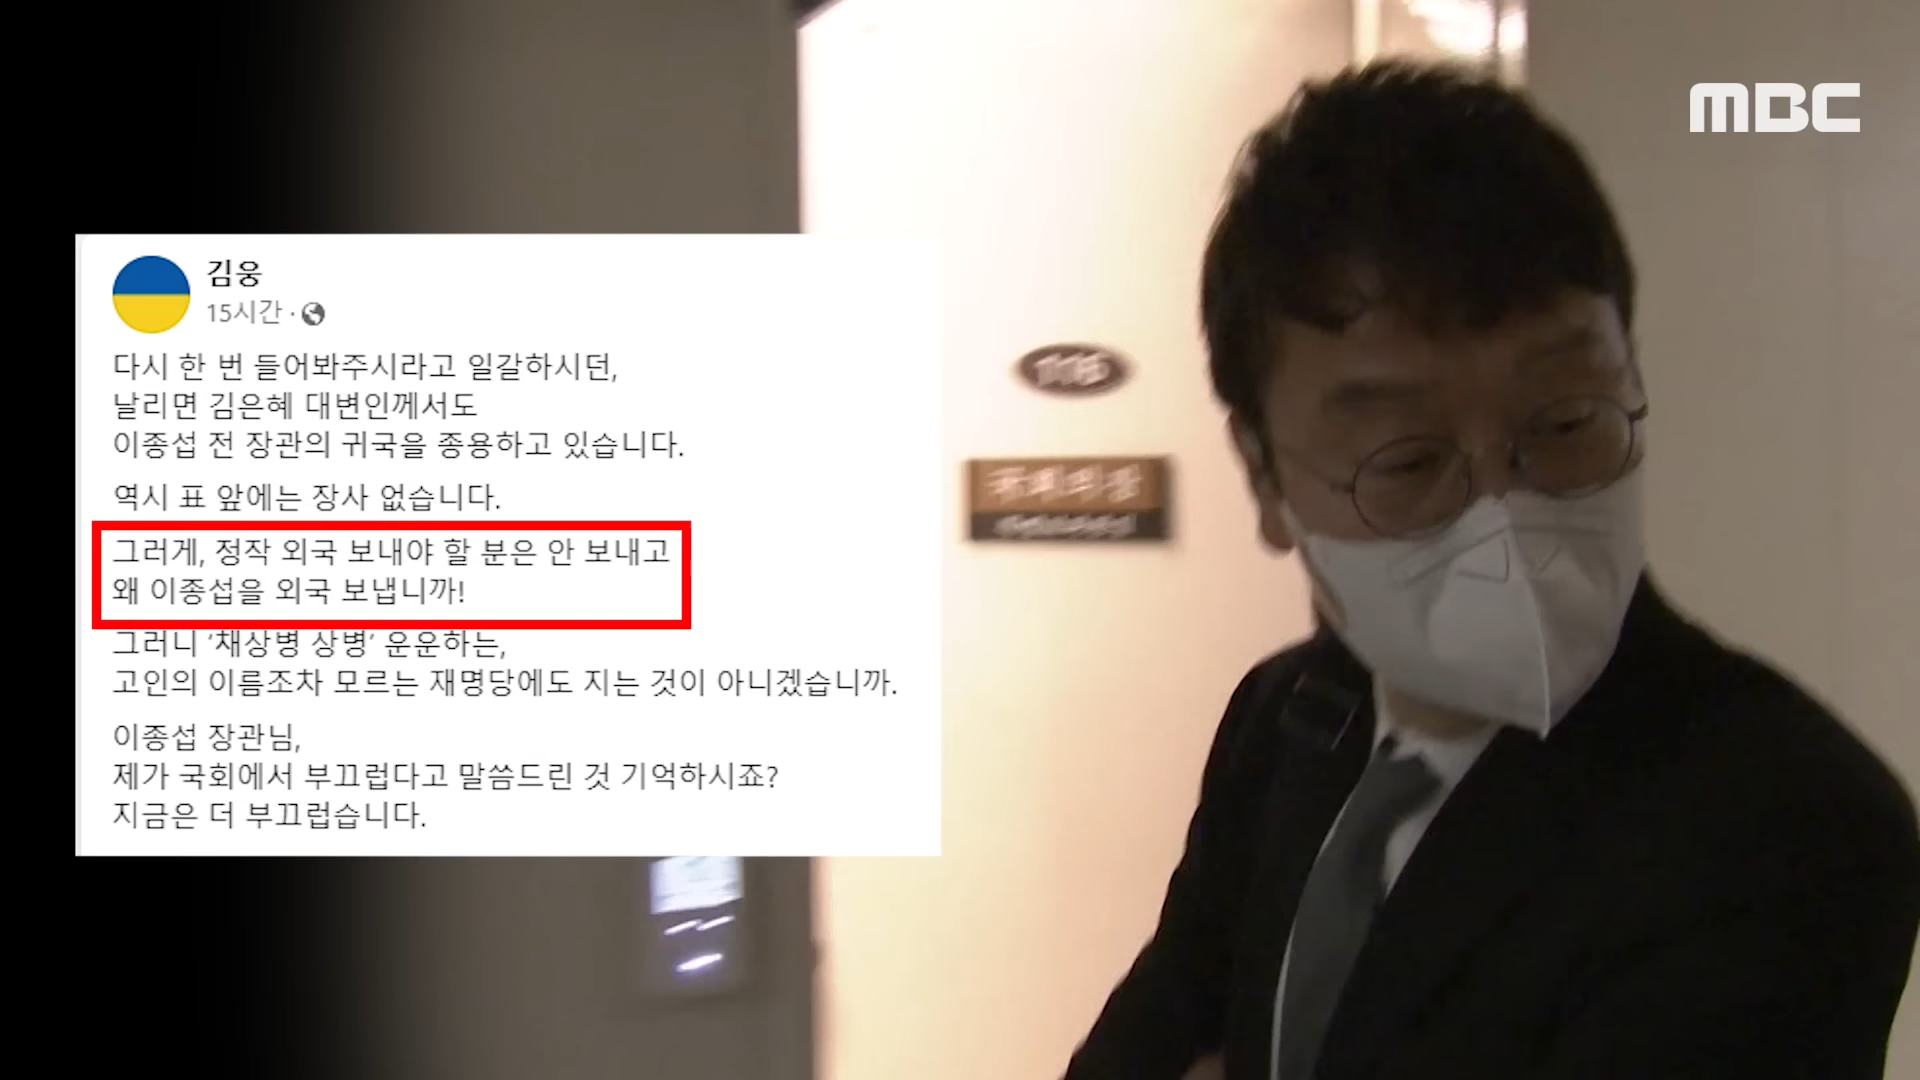 MBC
김웅
15시간 ·
다시 한 번 들어봐주시라고 일갈하시던,
날리면 김은혜 대변인께서도
이종섭 전 장관의 귀국을 종용하고 있습니다.
역시 표 앞에는 장사 없습니다.
그러게, 정작 외국 보내야 할 분은 안 보내고
왜 이종섭을 외국 보냅니까!
그러니 '채상병 상병' 운운하는,
고인의 이름조차 모르는 재명당에도 지는 것이 아니겠습니까.
이종섭 장관님,
제가 국회에서 부끄럽다고 말씀드린 것 기억하시죠?
지금은 더 부끄럽습니다.